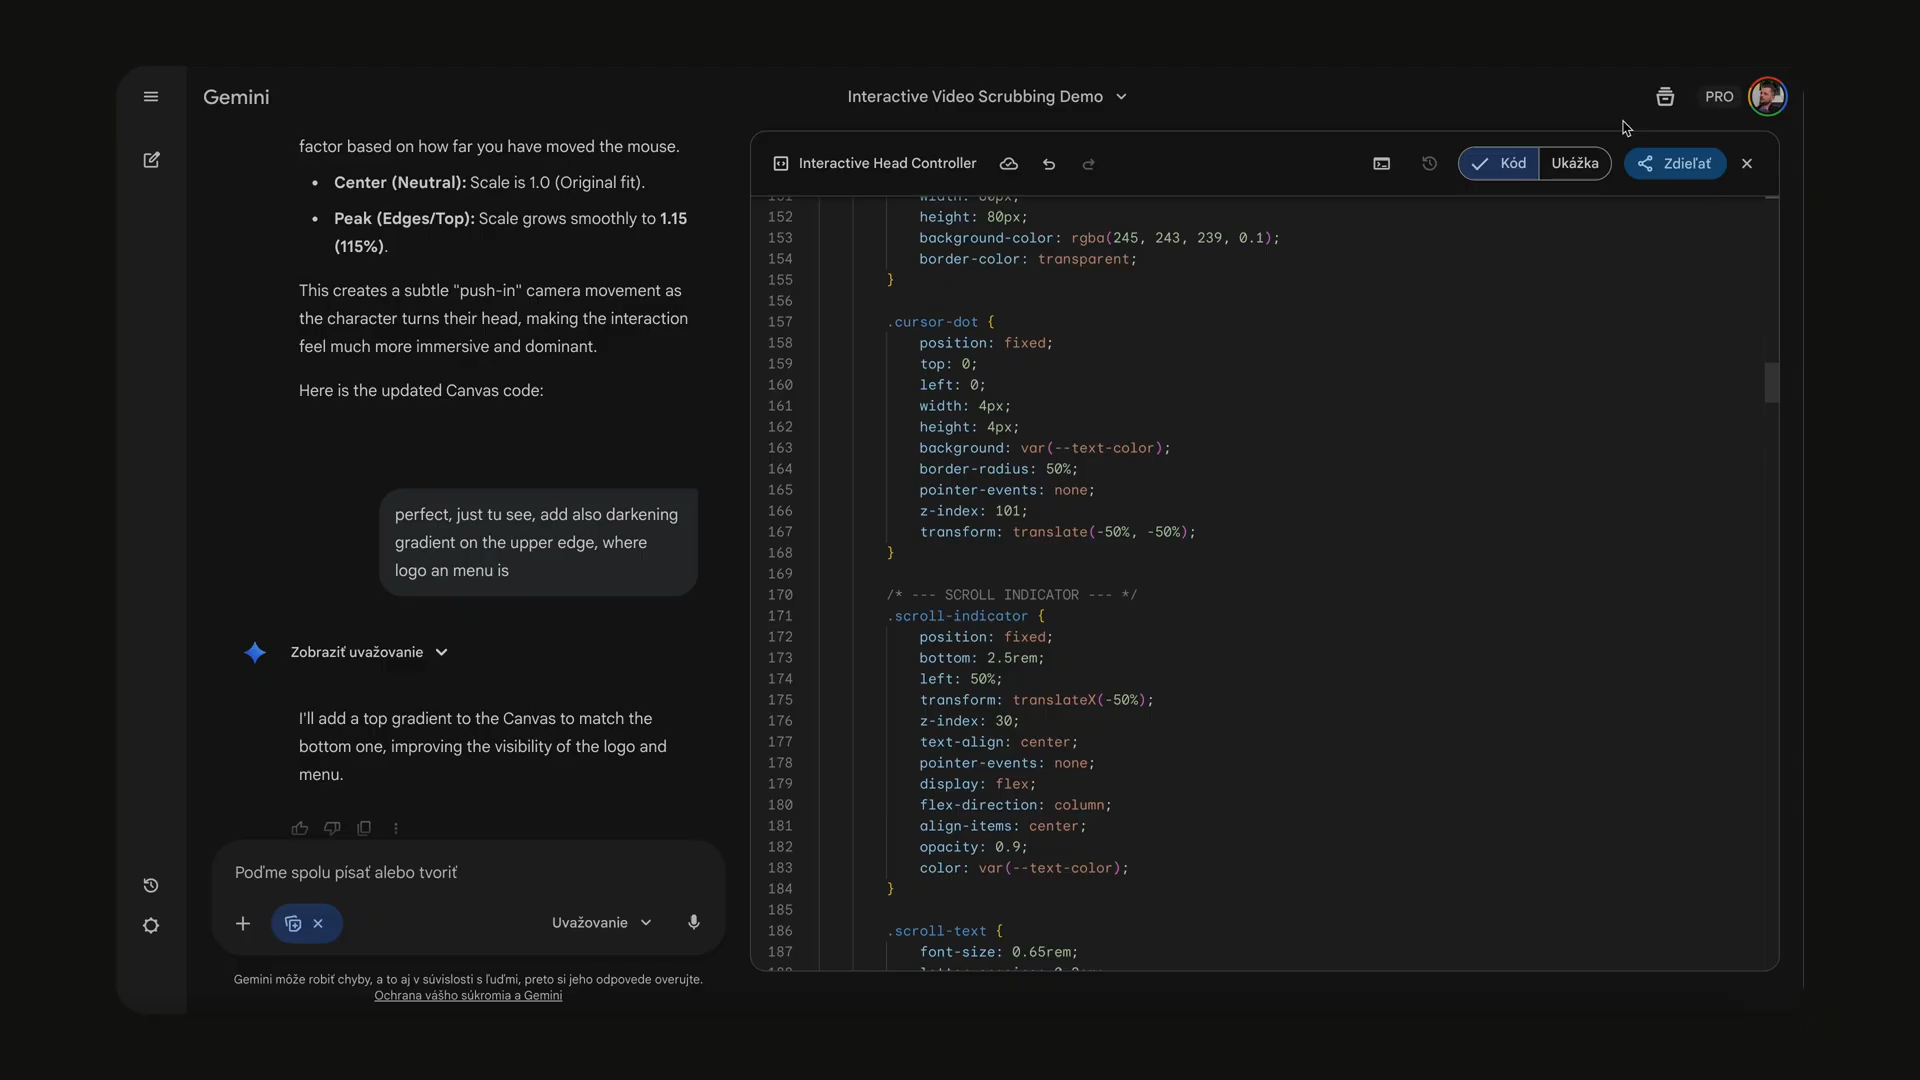 Gemini
Interactive Video Scrubbing Demo
PRO
factor based on how far you have moved the mouse.
• Center (Neutral): Scale is 1.0 (Original fit).
• Peak (Edges/Top): Scale grows smoothly to 1.15
(115%).
This creates a subtle "push-in" camera movement as
the character turns their head, making the interaction
feel much more immersive and dominant.
Here is the updated Canvas code:
perfect, just tu see, add also darkening
gradient on the upper edge, where
logo an menu is
Zobraziť uvažovanie
I'll add a top gradient to the Canvas to match the
bottom one, improving the visibility of the logo and
menu.
Poďme spolu písať alebo tvoriť
Uvažovanie
Gemini môže robiť chyby, a to aj v súvislosti s ľuďmi, preto si jeho odpovede overujte.
Ochrana vášho súkromia a Gemini
Interactive Head Controller
Kód
Ukážka
Zdieľať
151 width: 80px;
152 height: 80px;
153 background-color: rgba(245, 243, 239, 0.1);
154 border-color: transparent;
155 }
156
157 .cursor-dot {
158 position: fixed;
159 top: 0;
160 left: 0;
161 width: 4px;
162 height: 4px;
163 background: var(--text-color);
164 border-radius: 50%;
165 pointer-events: none;
166 z-index: 101;
167 transform: translate(-50%, -50%);
168 }
169
170 /* --- SCROLL INDICATOR --- */
171 .scroll-indicator {
172 position: fixed;
173 bottom: 2.5rem;
174 left: 50%;
175 transform: translateX(-50%);
176 z-index: 30;
177 text-align: center;
178 pointer-events: none;
179 display: flex;
180 flex-direction: column;
181 align-items: center;
182 opacity: 0.9;
183 color: var(--text-color);
184 }
185
186 .scroll-text {
187 font-size: 0.65rem;